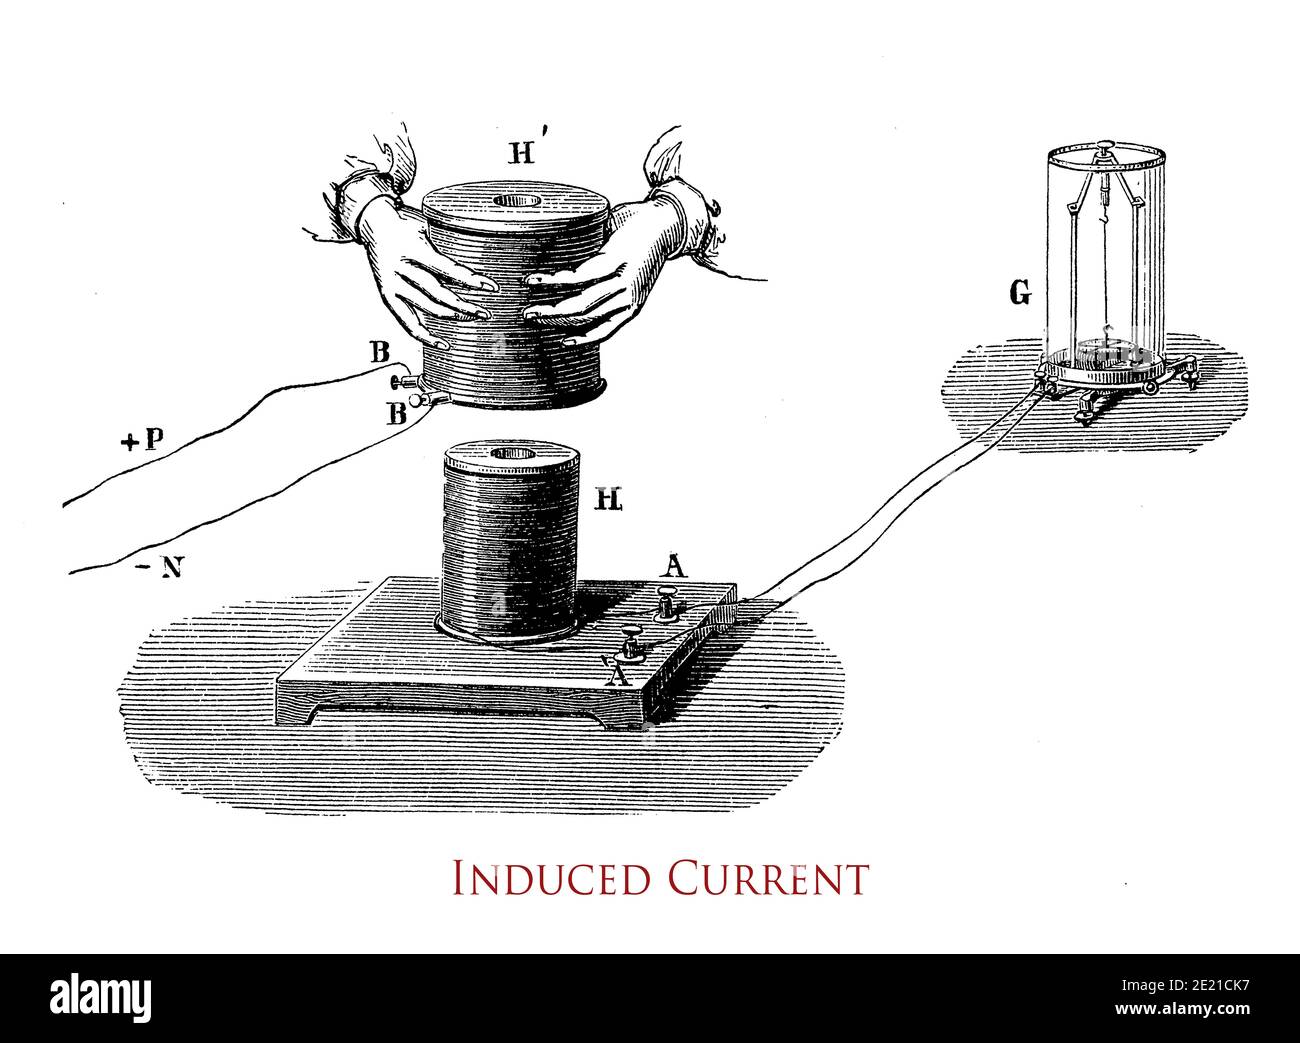 H'
G
B
B
+P
H
-N
A
A'
INDUCED CURRENT
a
a
a
a
a
alamy
Image ID: 2E21CK7
www.alamy.com